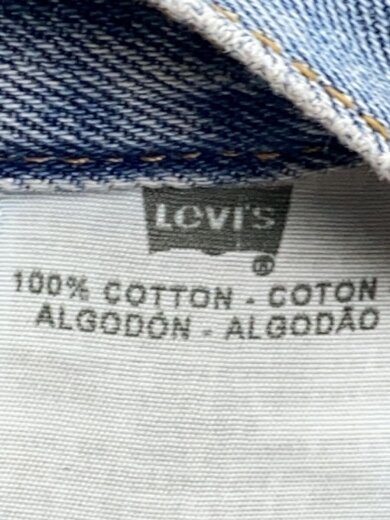 LEVI'S
®
100% COTTON - COTON
ALGODÓN - ALGODÃO